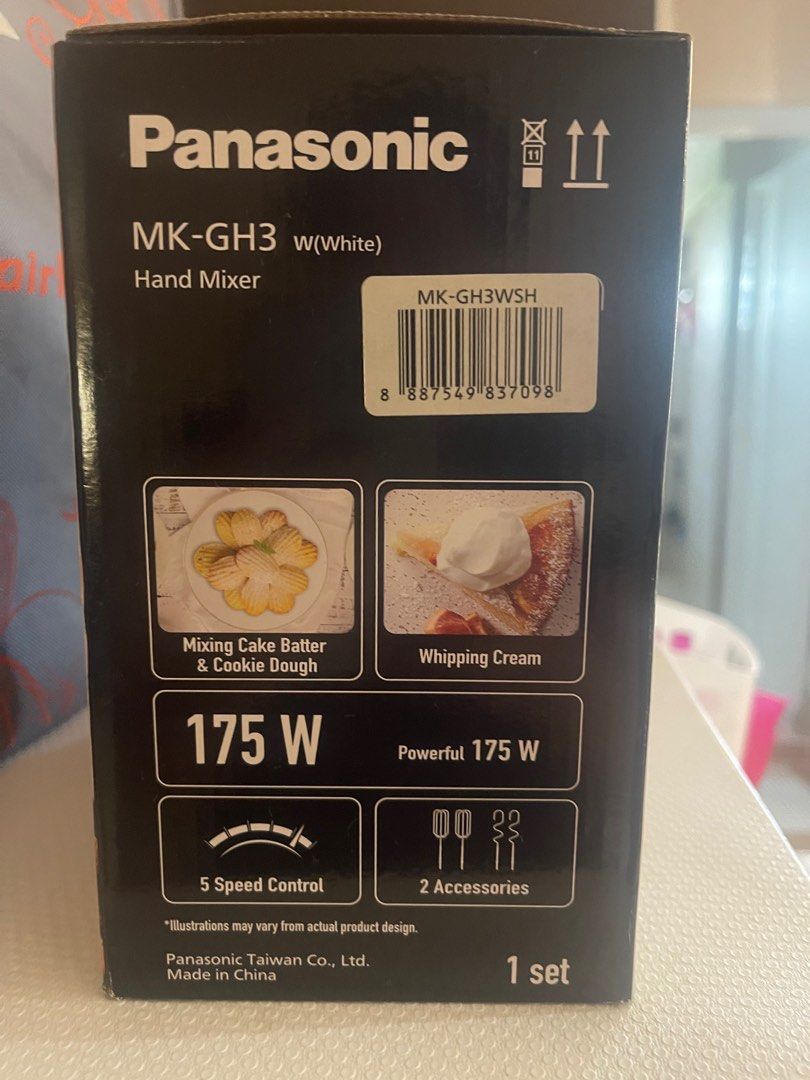 Panasonic
11
MK-GH3 W(White)
Hand Mixer
MK-GH3WSH
8 887549 837098
Mixing Cake Batter
& Cookie Dough
Whipping Cream
175 W
Powerful 175 W
5 Speed Control
2 Accessories
*Illustrations may vary from actual product design.
Panasonic Taiwan Co., Ltd.
Made in China
1 set